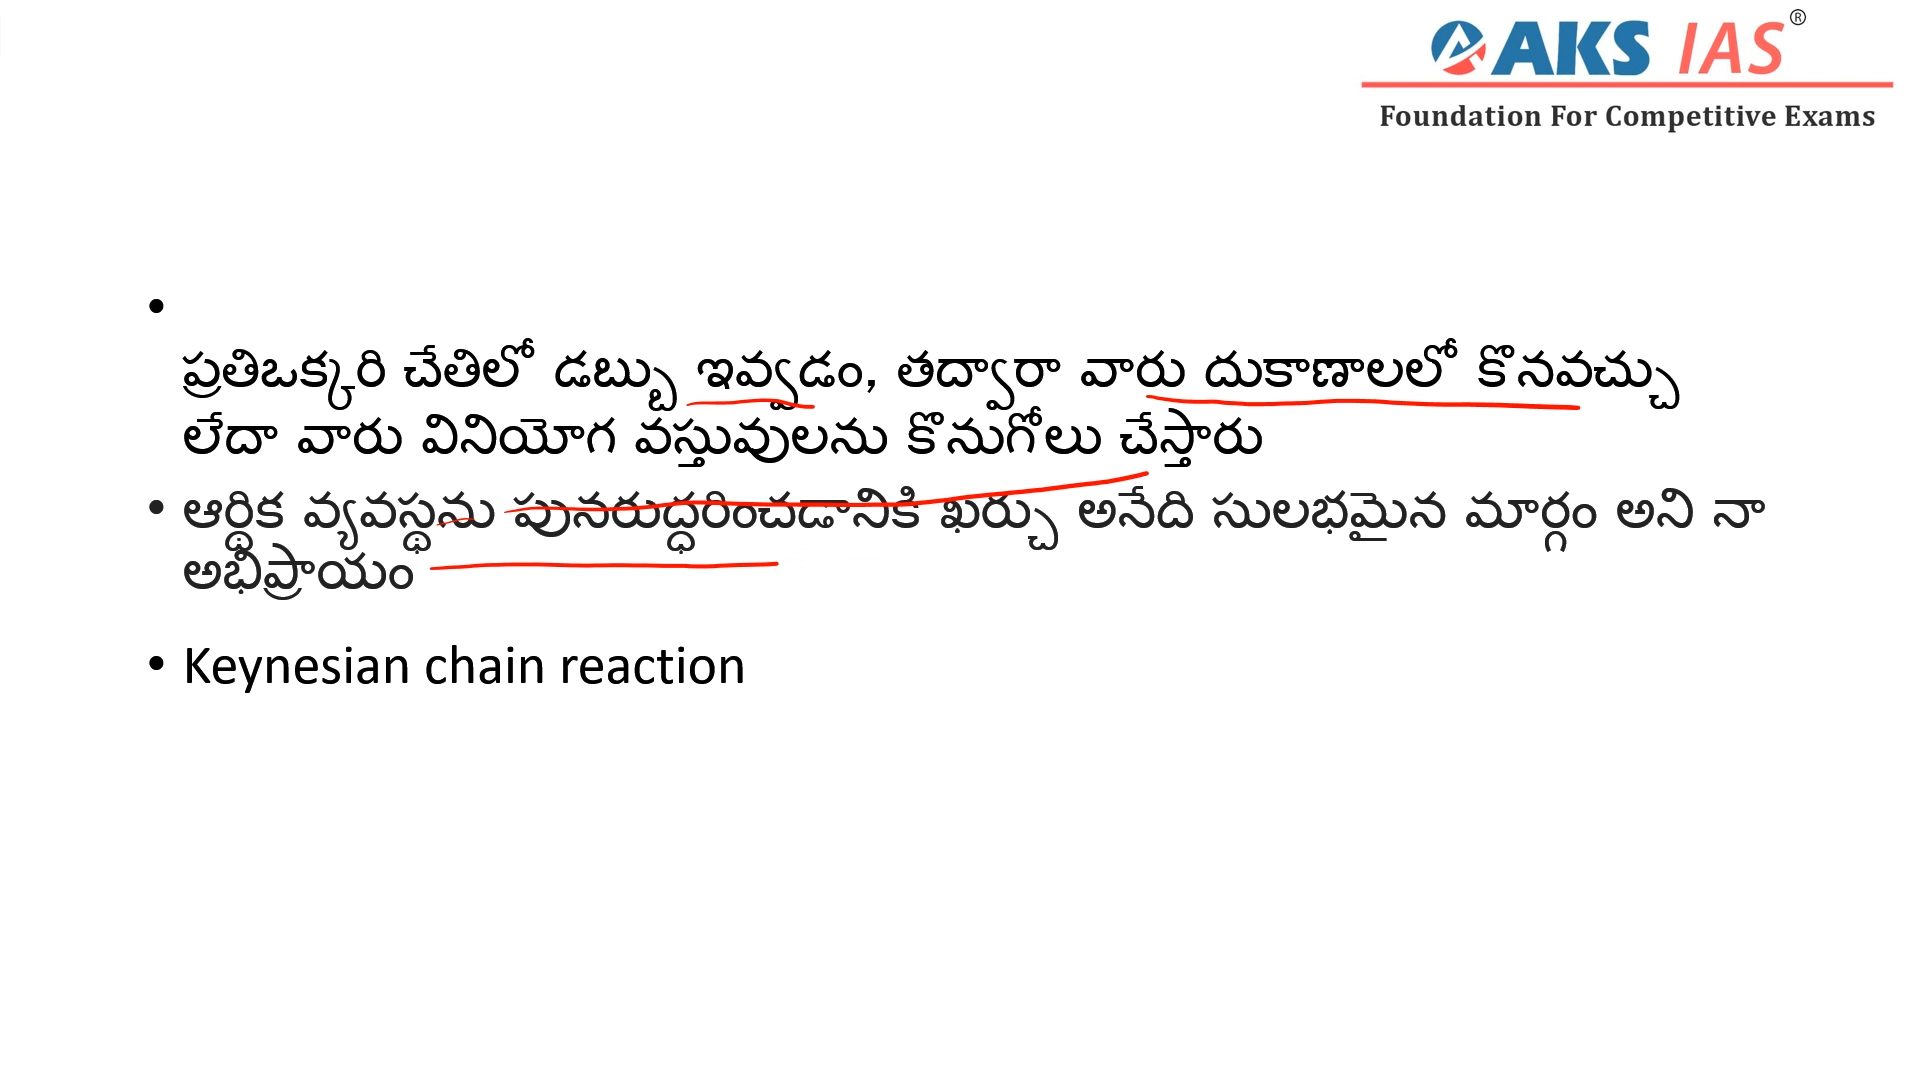 AKS IAS®
Foundation For Competitive Exams
•
ప్రతిఒక్కరి చేతిలో డబ్బు ఇవ్వడం, తద్వారా వారు దుకాణాలలో కొనవచ్చు
లేదా వారు వినియోగ వస్తువులను కొనుగోలు చేస్తారు
• ఆర్థిక వ్యవస్థను పునరుద్ధరించడానికి ఖర్చు అనేది సులభమైన మార్గం అని నా
అభిప్రాయం
• Keynesian chain reaction